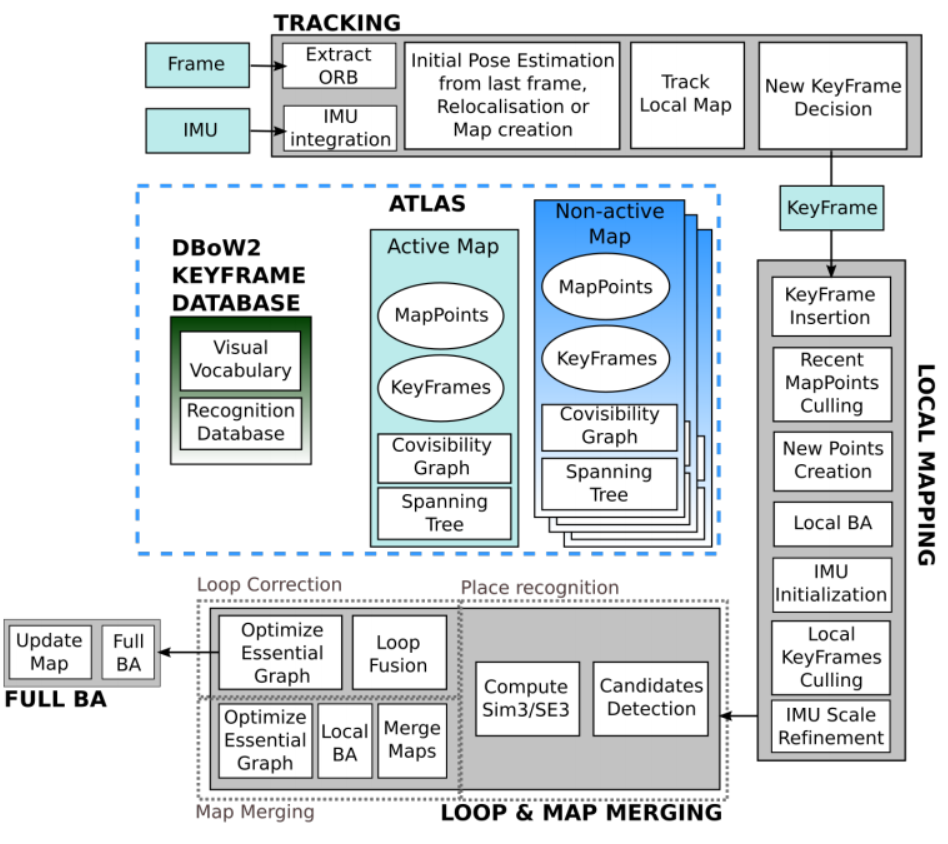 TRACKING
Frame
IMU
Extract
ORB
IMU
integration
Initial Pose Estimation
from last frame,
Relocalisation or
Map creation
Track
Local Map
New KeyFrame
Decision
KeyFrame
ATLAS
DBoW2
KEYFRAME
DATABASE
Visual
Vocabulary
Recognition
Database
Active Map
MapPoints
KeyFrames
Covisibility
Graph
Spanning
Tree
Non-active
Map
MapPoints
KeyFrames
Covisibility
Graph
Spanning
Tree
LOCAL MAPPING
KeyFrame
Insertion
Recent
MapPoints
Culling
New Points
Creation
Local BA
IMU
Initialization
Local
KeyFrames
Culling
IMU Scale
Refinement
Place recognition
Candidates
Detection
Compute
Sim3/SE3
Loop Correction
Optimize
Essential
Graph
Loop
Fusion
Optimize
Essential
Graph
Local
BA
Merge
Maps
Map Merging
LOOP & MAP MERGING
Update
Map
Full
BA
FULL BA